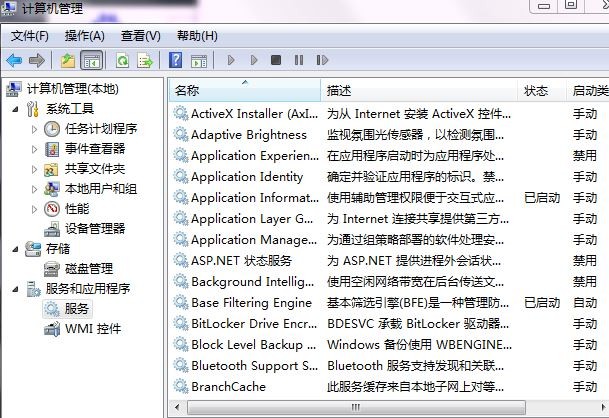 计算机管理
文件(F) 操作(A) 查看(V) 帮助(H)
计算机管理(本地)
系统工具
任务计划程序
事件查看器
共享文件夹
本地用户和组
性能
设备管理器
存储
磁盘管理
服务和应用程序
服务
WMI 控件
名称 描述 状态 启动类
ActiveX Installer (AxI... 为从 Internet 安装 ActiveX 控件... 手动
Adaptive Brightness 监视氛围光传感器，以检测氛围... 手动
Application Experien... 在应用程序启动时为应用程序处... 禁用
Application Identity 确定并验证应用程序的标识。禁... 手动
Application Informat... 使用辅助管理权限便于交互式应... 已启动 手动
Application Layer G... 为 Internet 连接共享提供第三方... 手动
Application Manage... 为通过组策略部署的软件处理安... 手动
ASP.NET 状态服务 为 ASP.NET 提供进程外会话状... 禁用
Background Intellig... 使用空闲网络带宽在后台传送文... 禁用
Base Filtering Engine 基本筛选引擎(BFE)是一种管理防... 已启动 自动
BitLocker Drive Encr... BDESVC 承载 BitLocker 驱动器... 手动
Block Level Backup ... Windows 备份使用 WBENGINE... 手动
Bluetooth Support S... Bluetooth 服务支持发现和关联... 手动
BranchCache 此服务缓存来自本地子网上对等... 手动